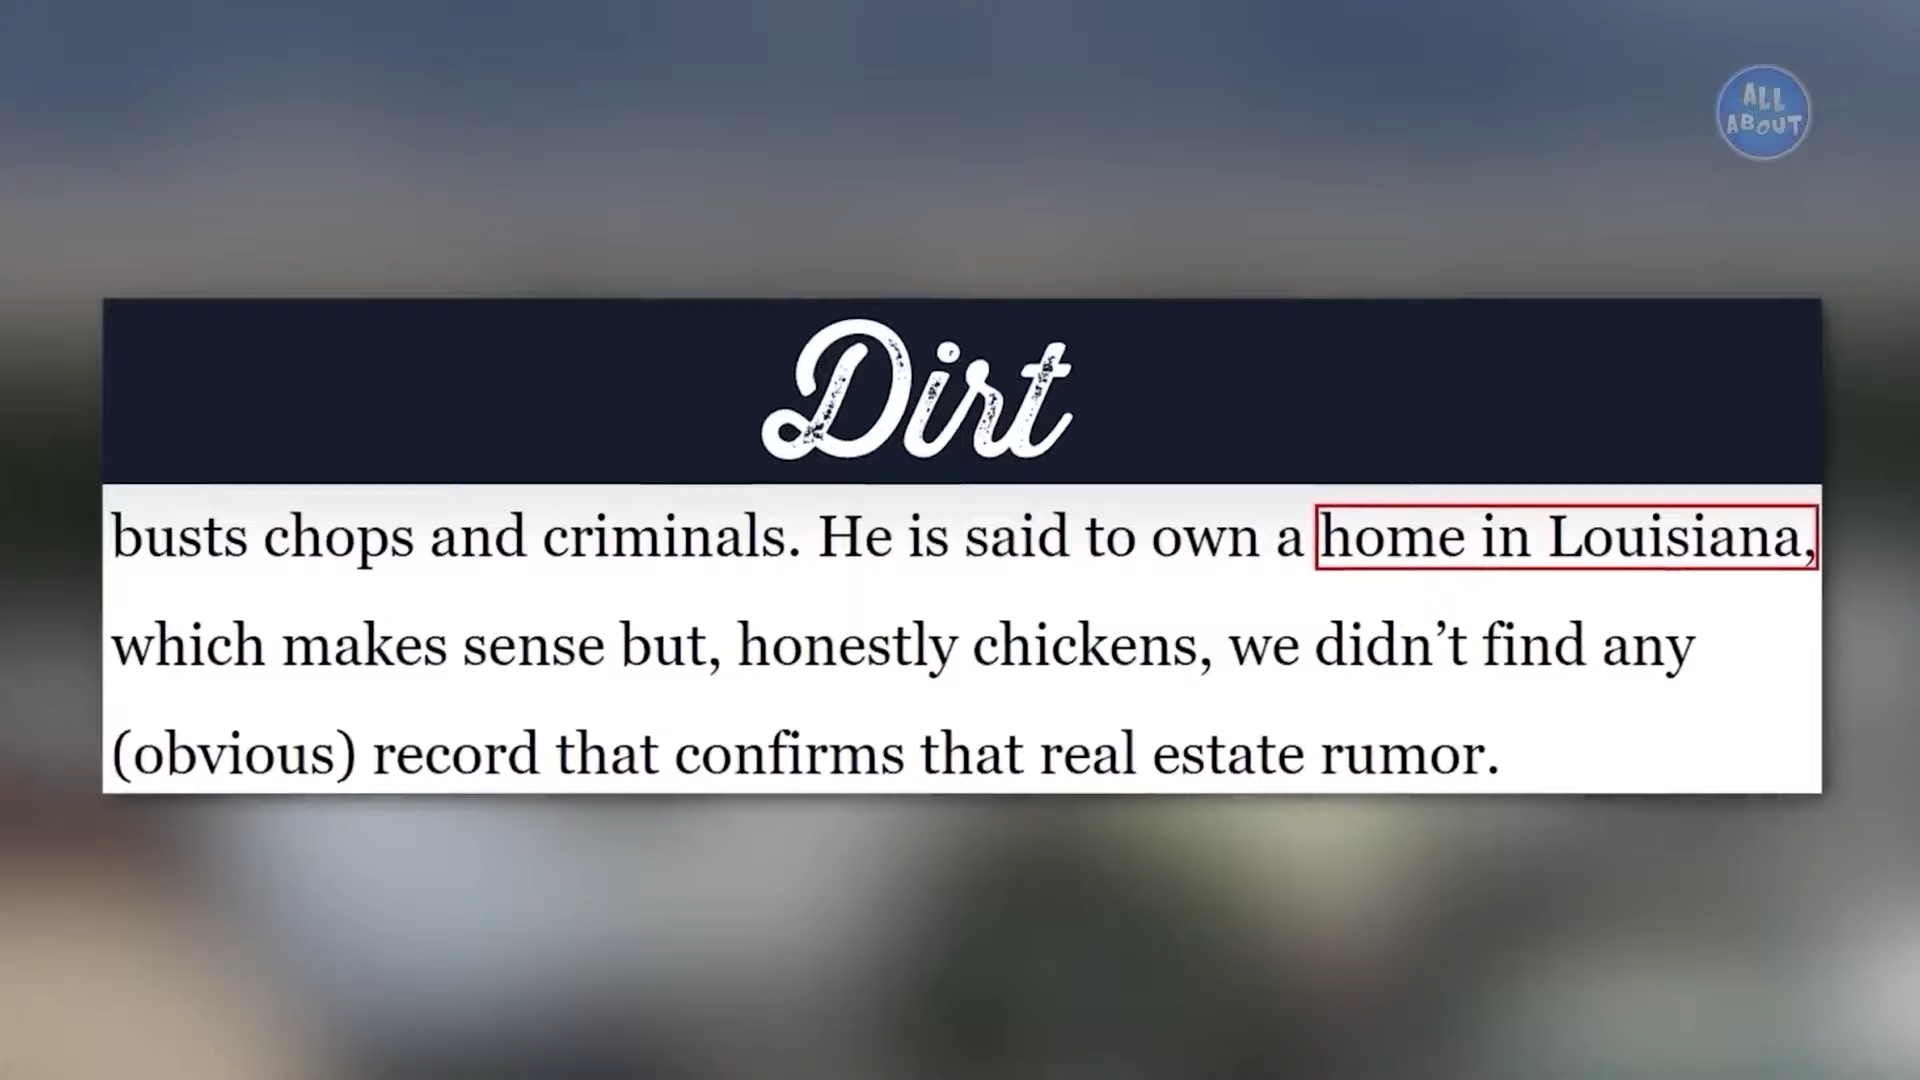 ALL
ABOUT
Dirt
busts chops and criminals. He is said to own a home in Louisiana,
which makes sense but, honestly chickens, we didn’t find any
(obvious) record that confirms that real estate rumor.